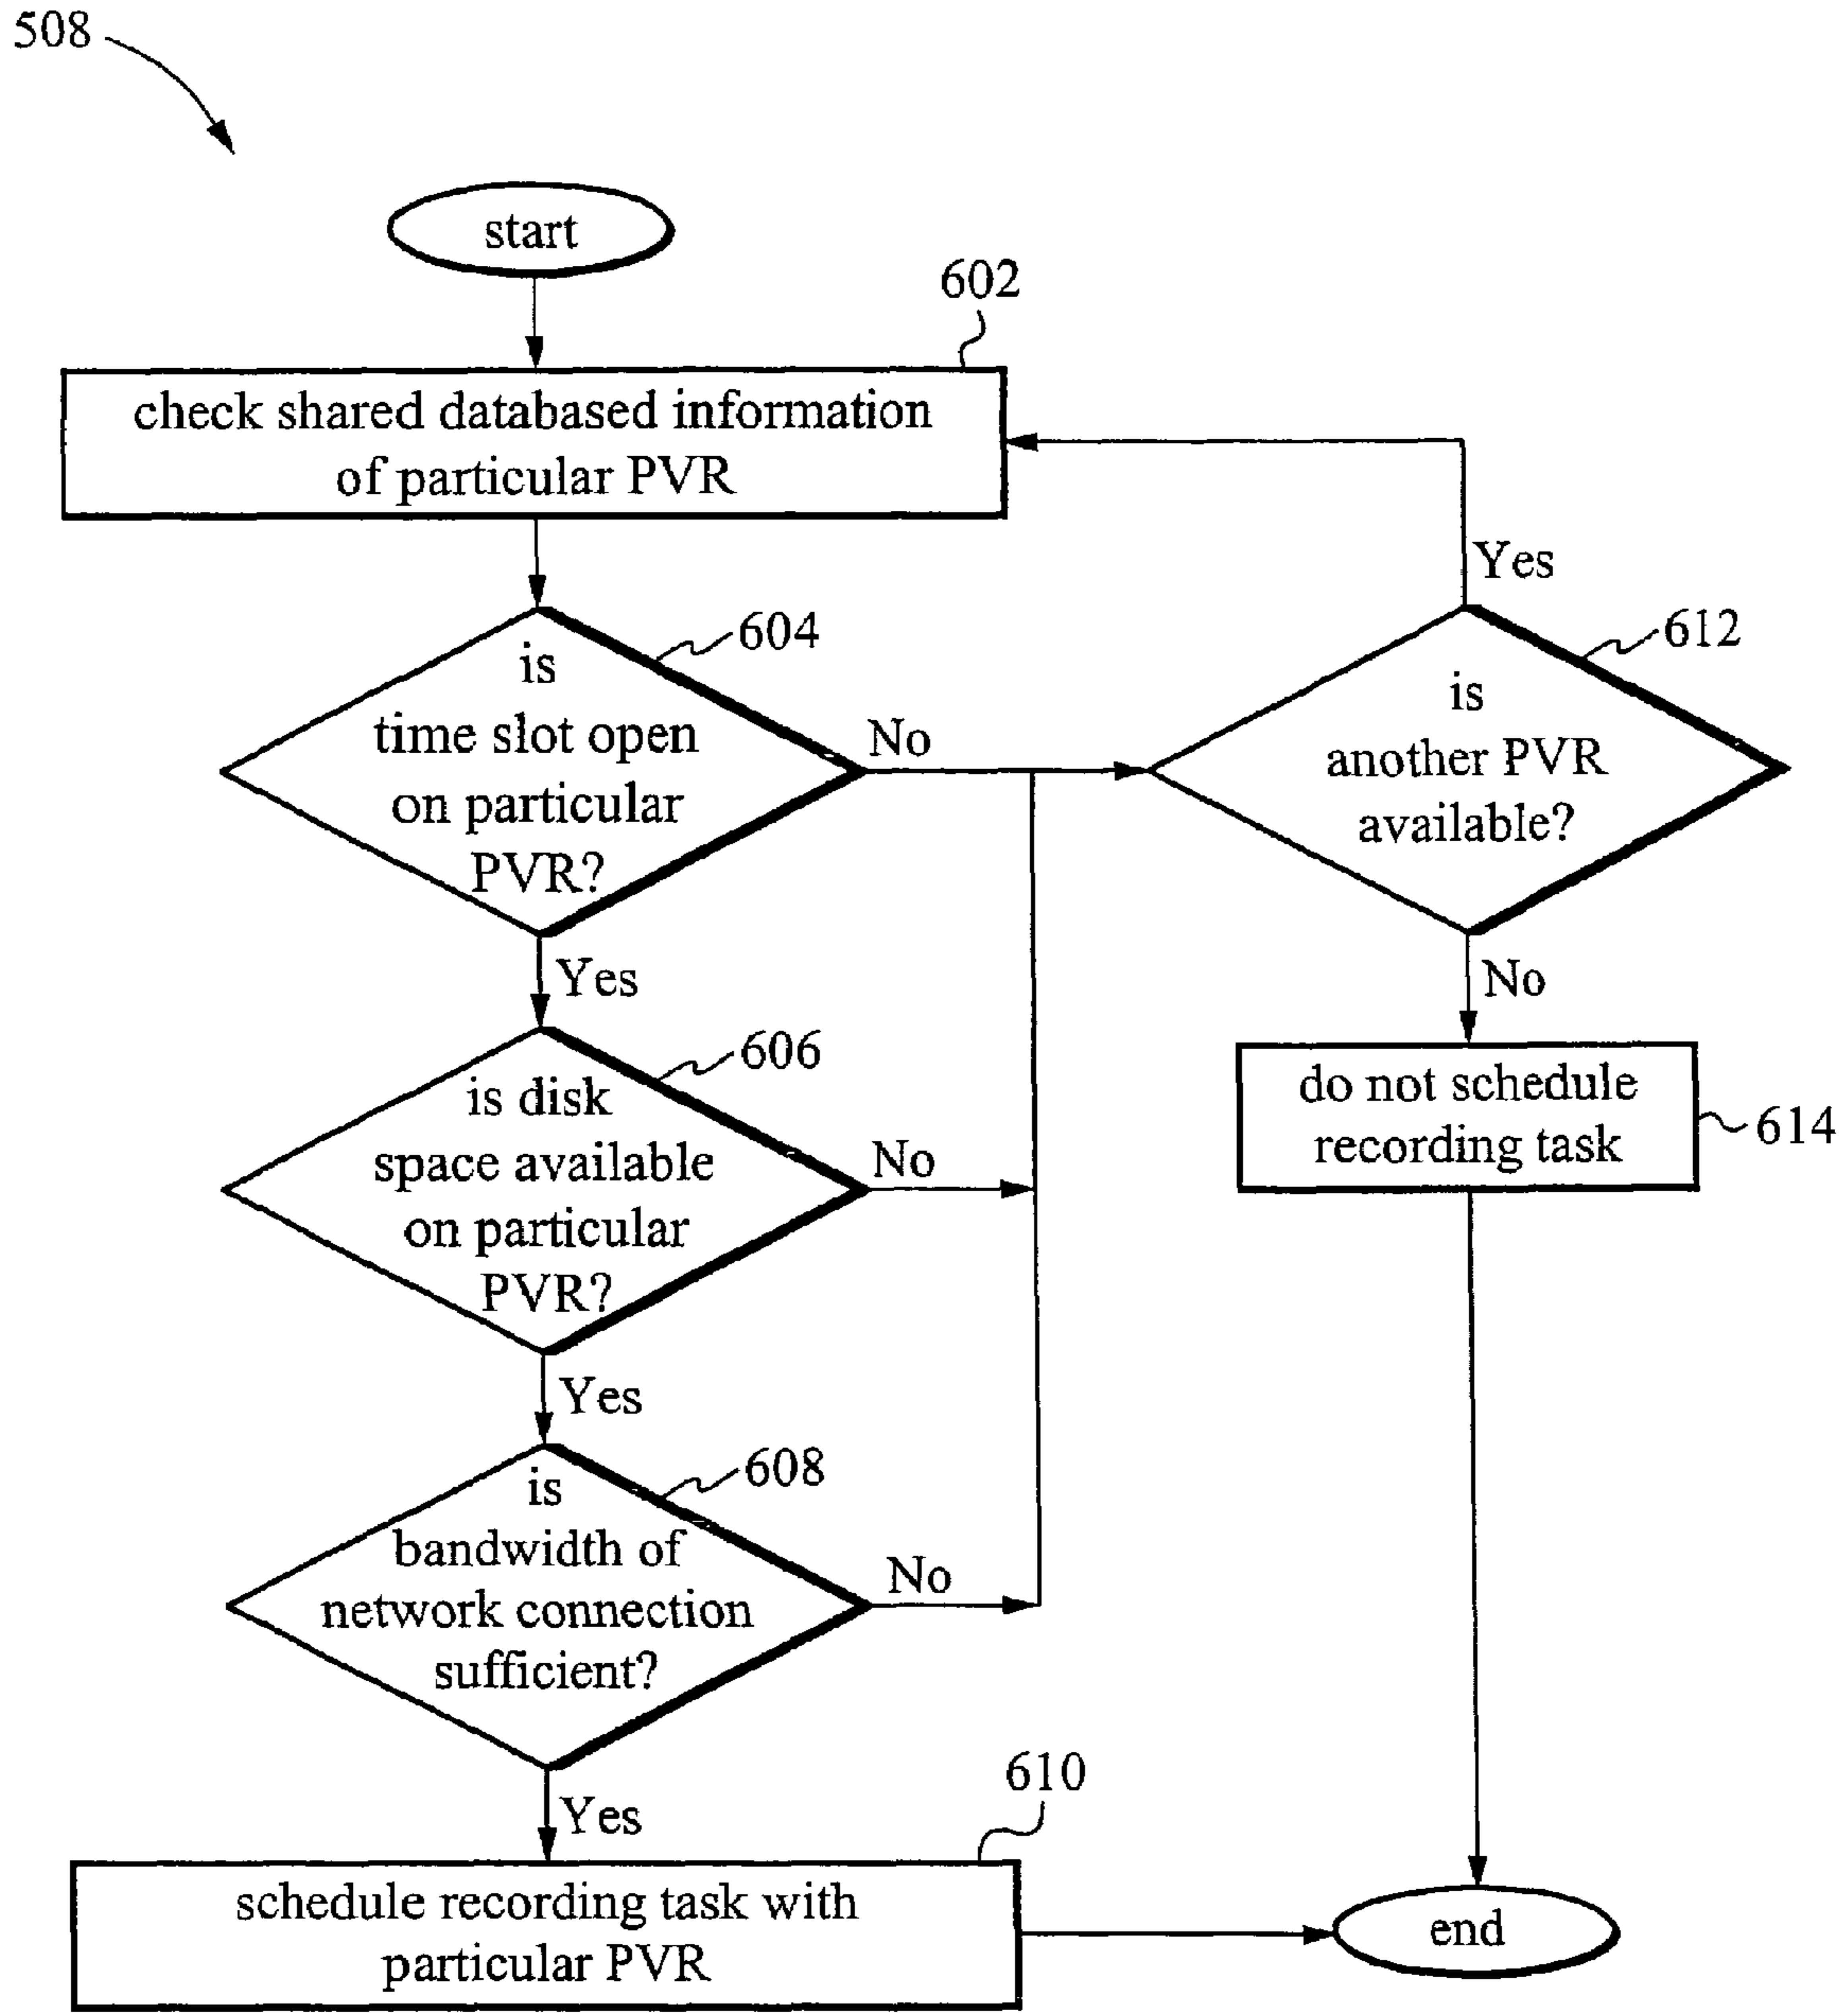 508
start
602
check shared databased information
of particular PVR
Yes
604
is
time slot open
on particular
PVR?
No
612
is
another PVR
available?
Yes
No
606
is disk
space available
on particular
PVR?
No
do not schedule
recording task
614
Yes
608
is
bandwidth of
network connection
sufficient?
No
610
Yes
schedule recording task with
particular PVR
end